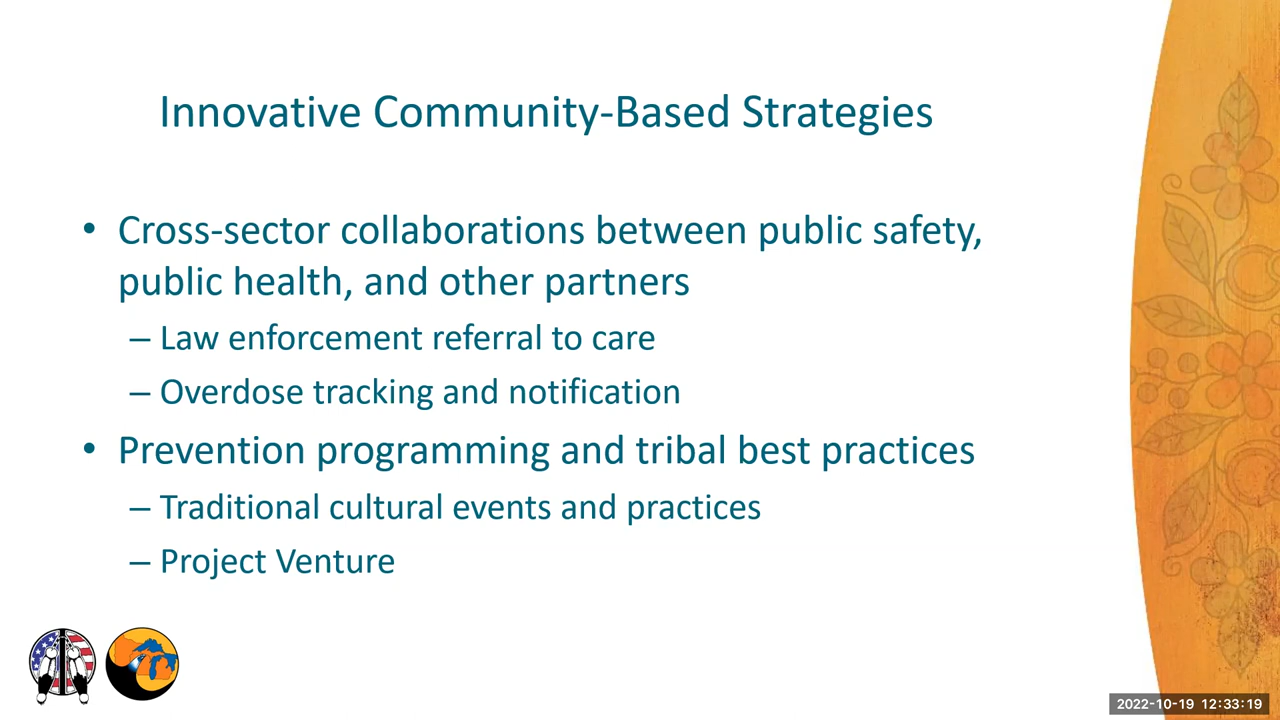 Innovative Community-Based Strategies
• Cross-sector collaborations between public safety,
public health, and other partners
– Law enforcement referral to care
– Overdose tracking and notification
• Prevention programming and tribal best practices
– Traditional cultural events and practices
– Project Venture
2022-10-19 12:33:19